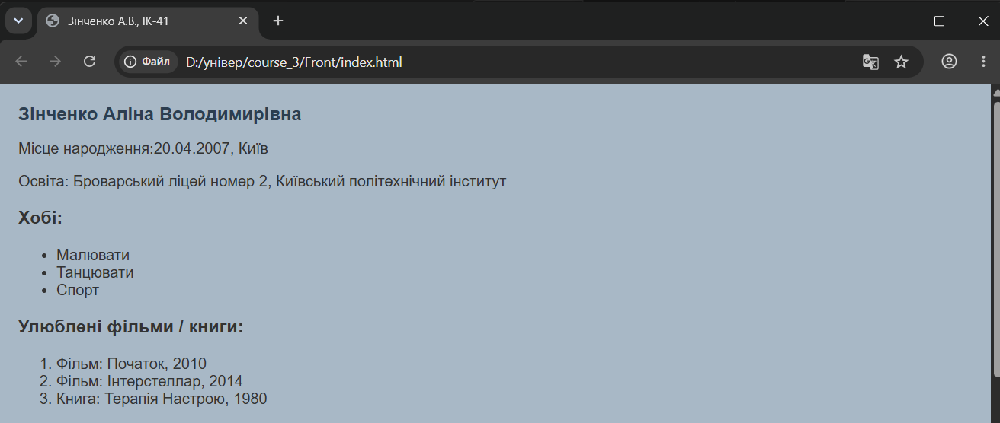 Зінченко А.В., ІК-41
Файл D:/універ/course_3/Front/index.html
Зінченко Аліна Володимирівна
Місце народження:20.04.2007, Київ
Освіта: Броварський ліцей номер 2, Київський політехнічний інститут
Хобі:
• Малювати
• Танцювати
• Спорт
Улюблені фільми / книги:
1. Фільм: Початок, 2010
2. Фільм: Інтерстеллар, 2014
3. Книга: Терапія Настрою, 1980